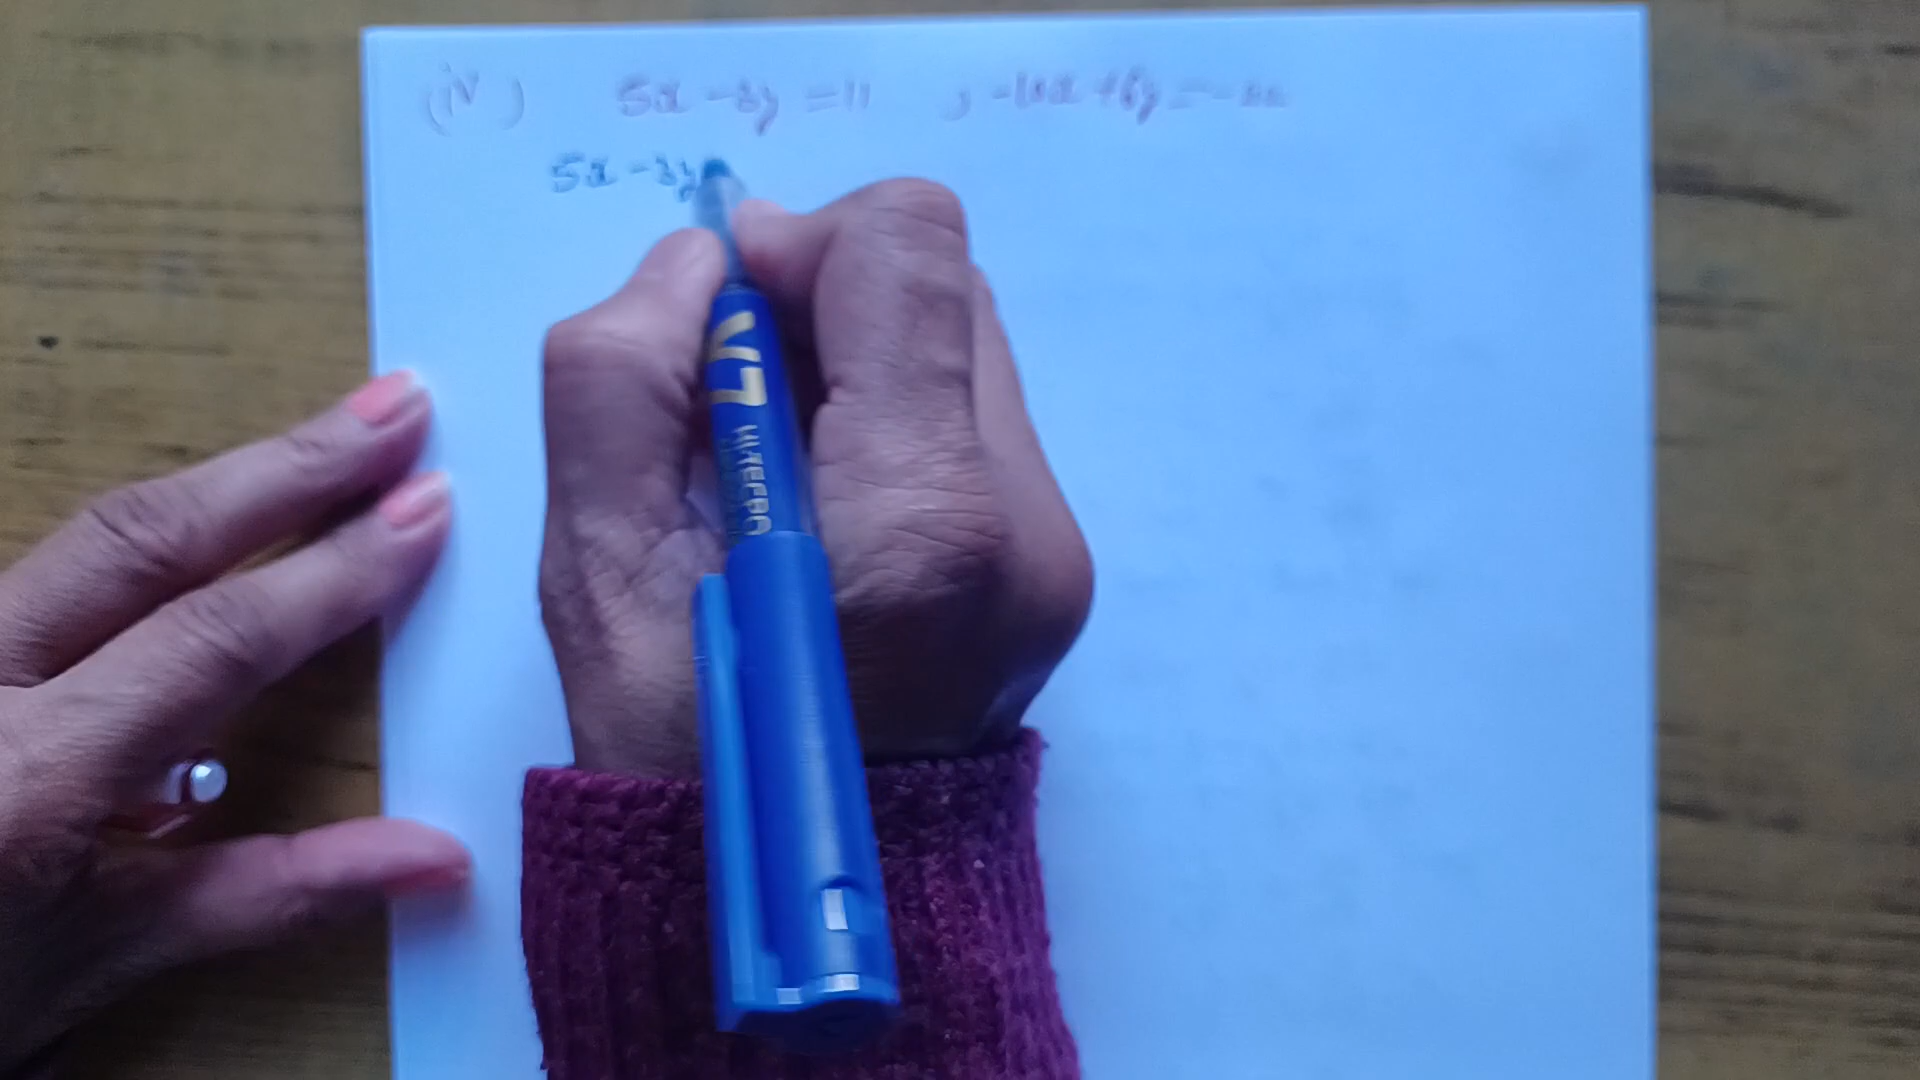 (iv) 5x -3y = 11 ; -10x +6y = -22
5x -3y
V7